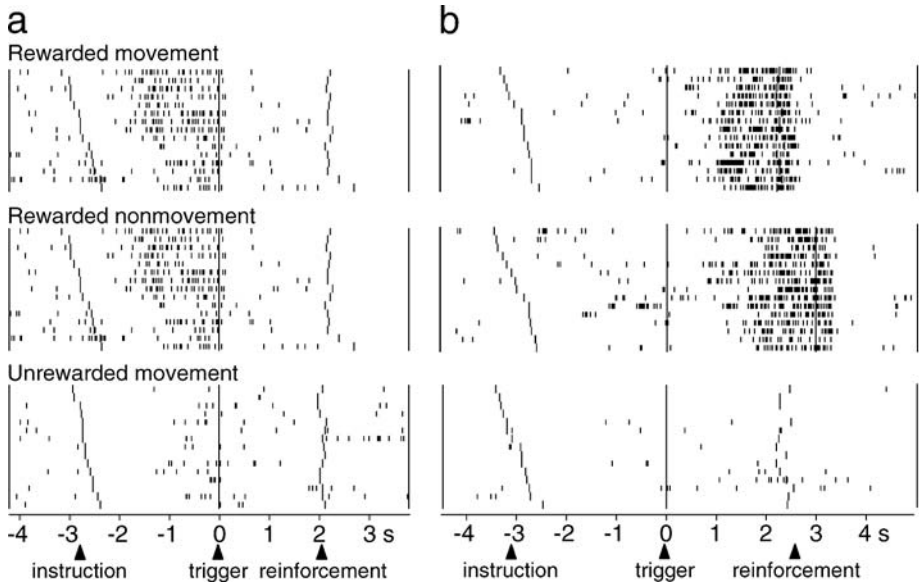 a b
Rewarded movement
Rewarded nonmovement
Unrewarded movement
-4 -3 -2 -1 0 1 2 3 s -4 -3 -2 -1 0 1 2 3 4 s
instruction trigger reinforcement instruction trigger reinforcement